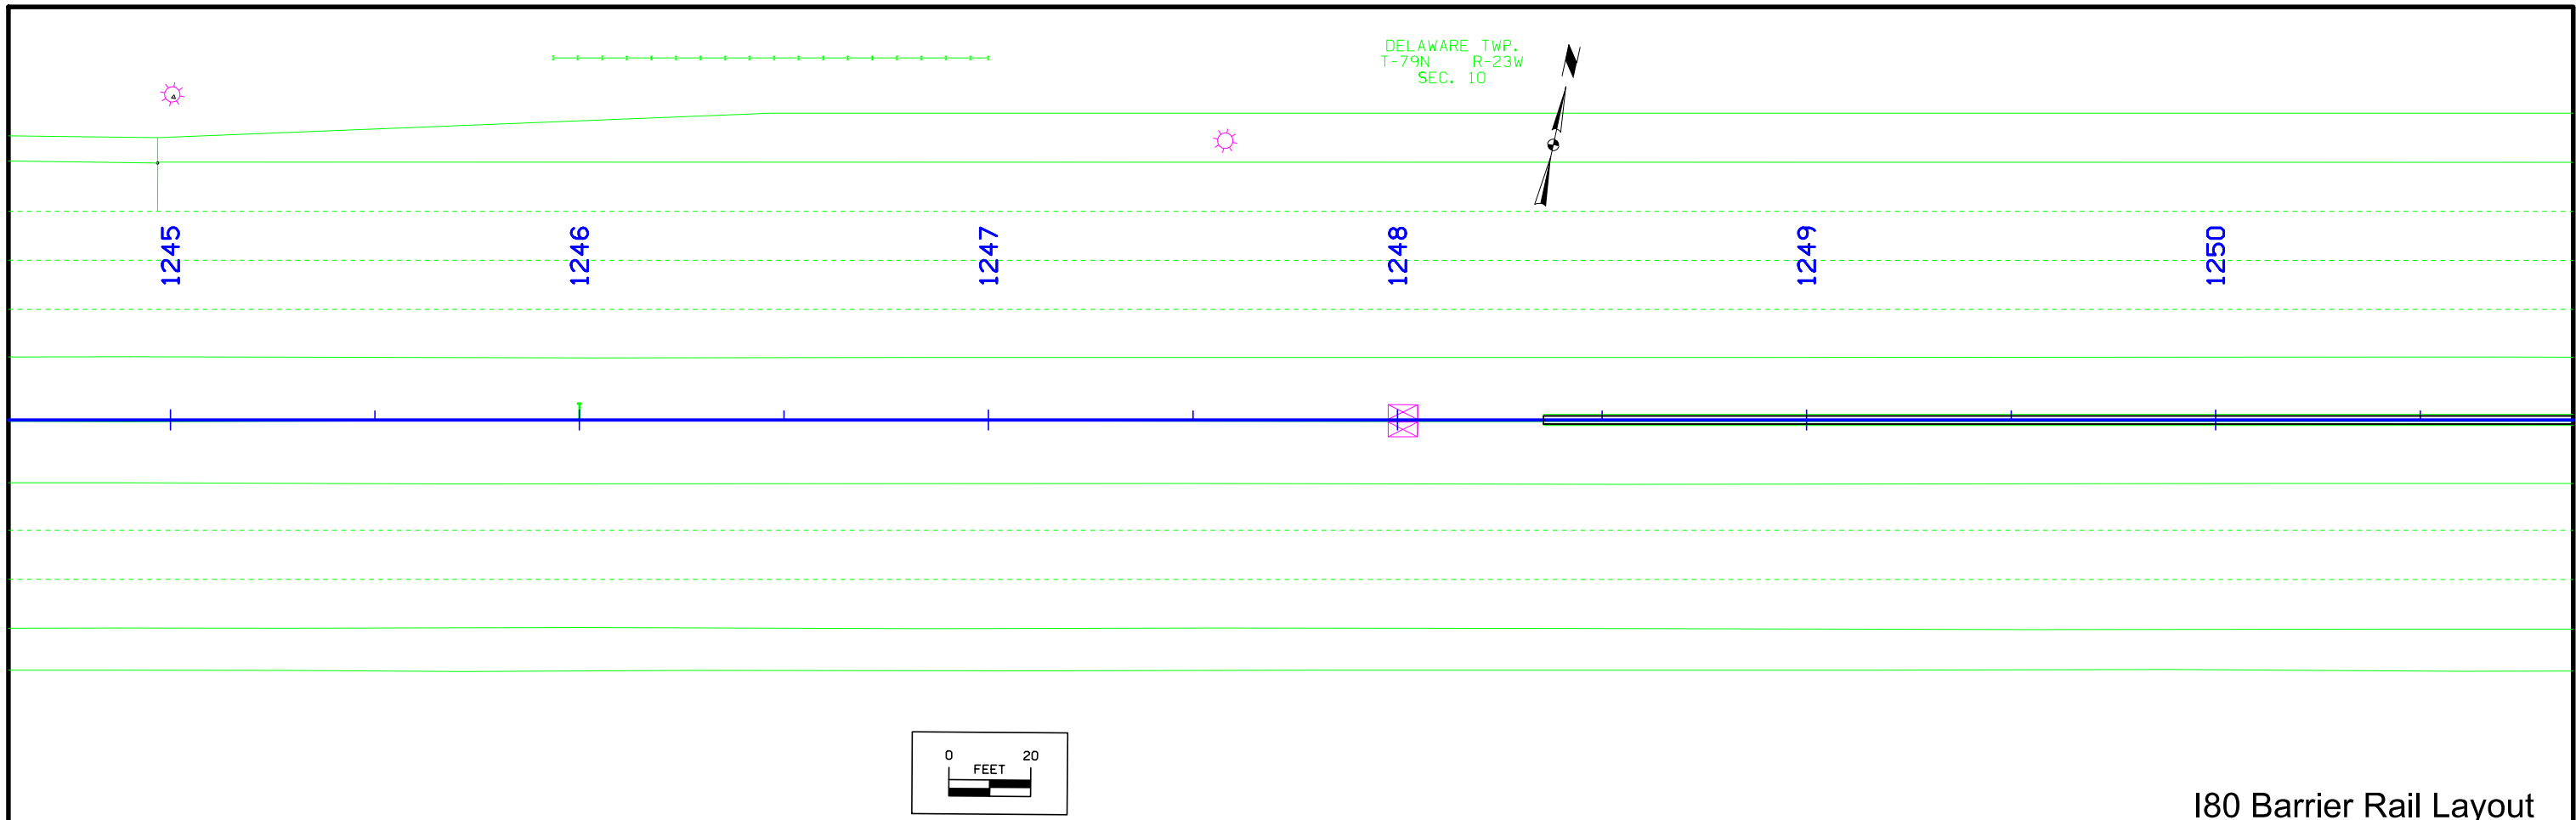 DELAWARE TWP.
T-79N R-23W
SEC. 10
1245
1246
1247
1248
1249
1250
0 20
FEET
I80 Barrier Rail Layout